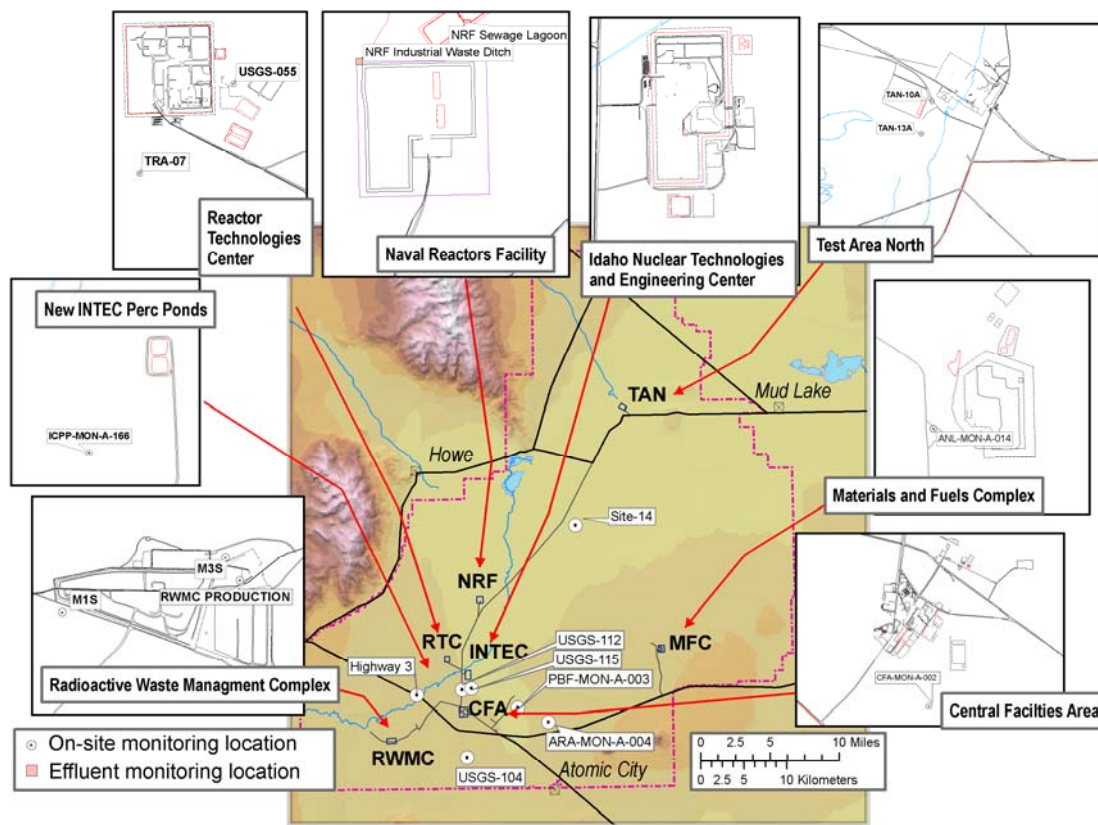 NRF Sewage Lagoon
NRF Industrial Waste Ditch
USGS-055
TRA-07
Reactor
Technologies
Center
Naval Reactors Facility
Idaho Nuclear Technologies
and Engineering Center
TAN-10A
TAN-13A
Test Area North
New INTEC Perc Ponds
ICPP-MON-A-166
TAN
Mud Lake
Howe
ANL-MON-A-014
Materials and Fuels Complex
Site-14
M3S
M1S
RWMC PRODUCTION
Radioactive Waste Managment Complex
NRF
RTC
INTEC
MFC
USGS-112
USGS-115
PBF-MON-A-003
Highway 3
CFA
ARA-MON-A-004
RWMC
USGS-104
Atomic City
CFA-MON-A-002
Central Facilties Area
On-site monitoring location
Effluent monitoring location
0 2.5 5 10 Miles
0 2.5 5 10 Kilometers